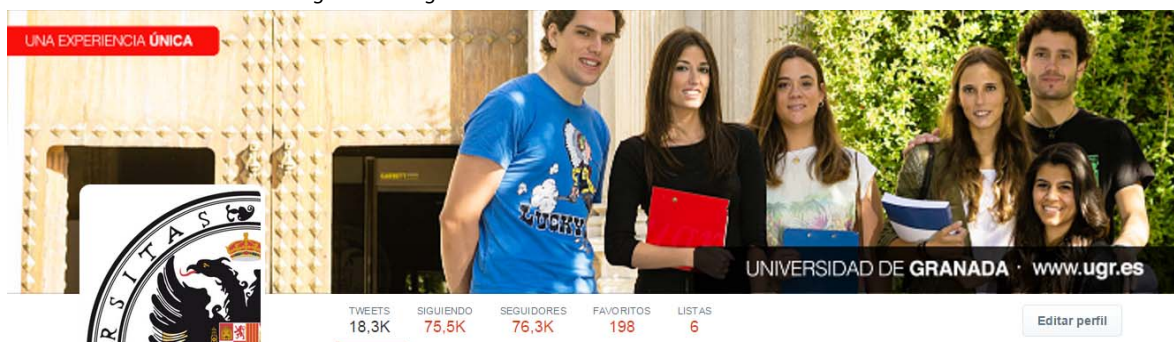 UNA EXPERIENCIA ÚNICA
LUCKY
UNIVERSIDAD DE GRANADA · www.ugr.es
RSITAS
TWEETS SIGUIENDO SEGUIDORES FAVORITOS LISTAS
18,3K 75,5K 76,3K 198 6
Editar perfil